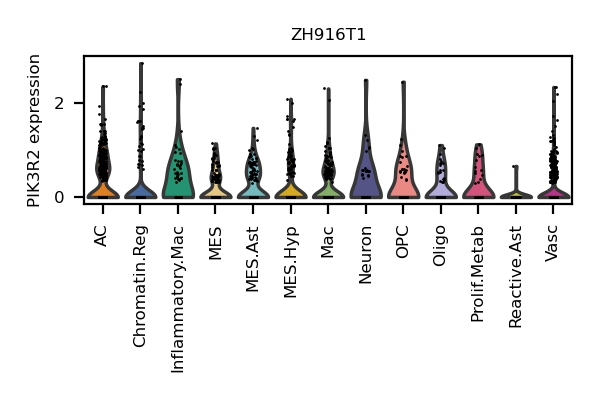 ZH916T1
PIK3R2 expression
2
0
AC
Chromatin.Reg
Inflammatory.Mac
MES
MES.Ast
MES.Hyp
Mac
Neuron
OPC
Oligo
Prolif.Metab
Reactive.Ast
Vasc